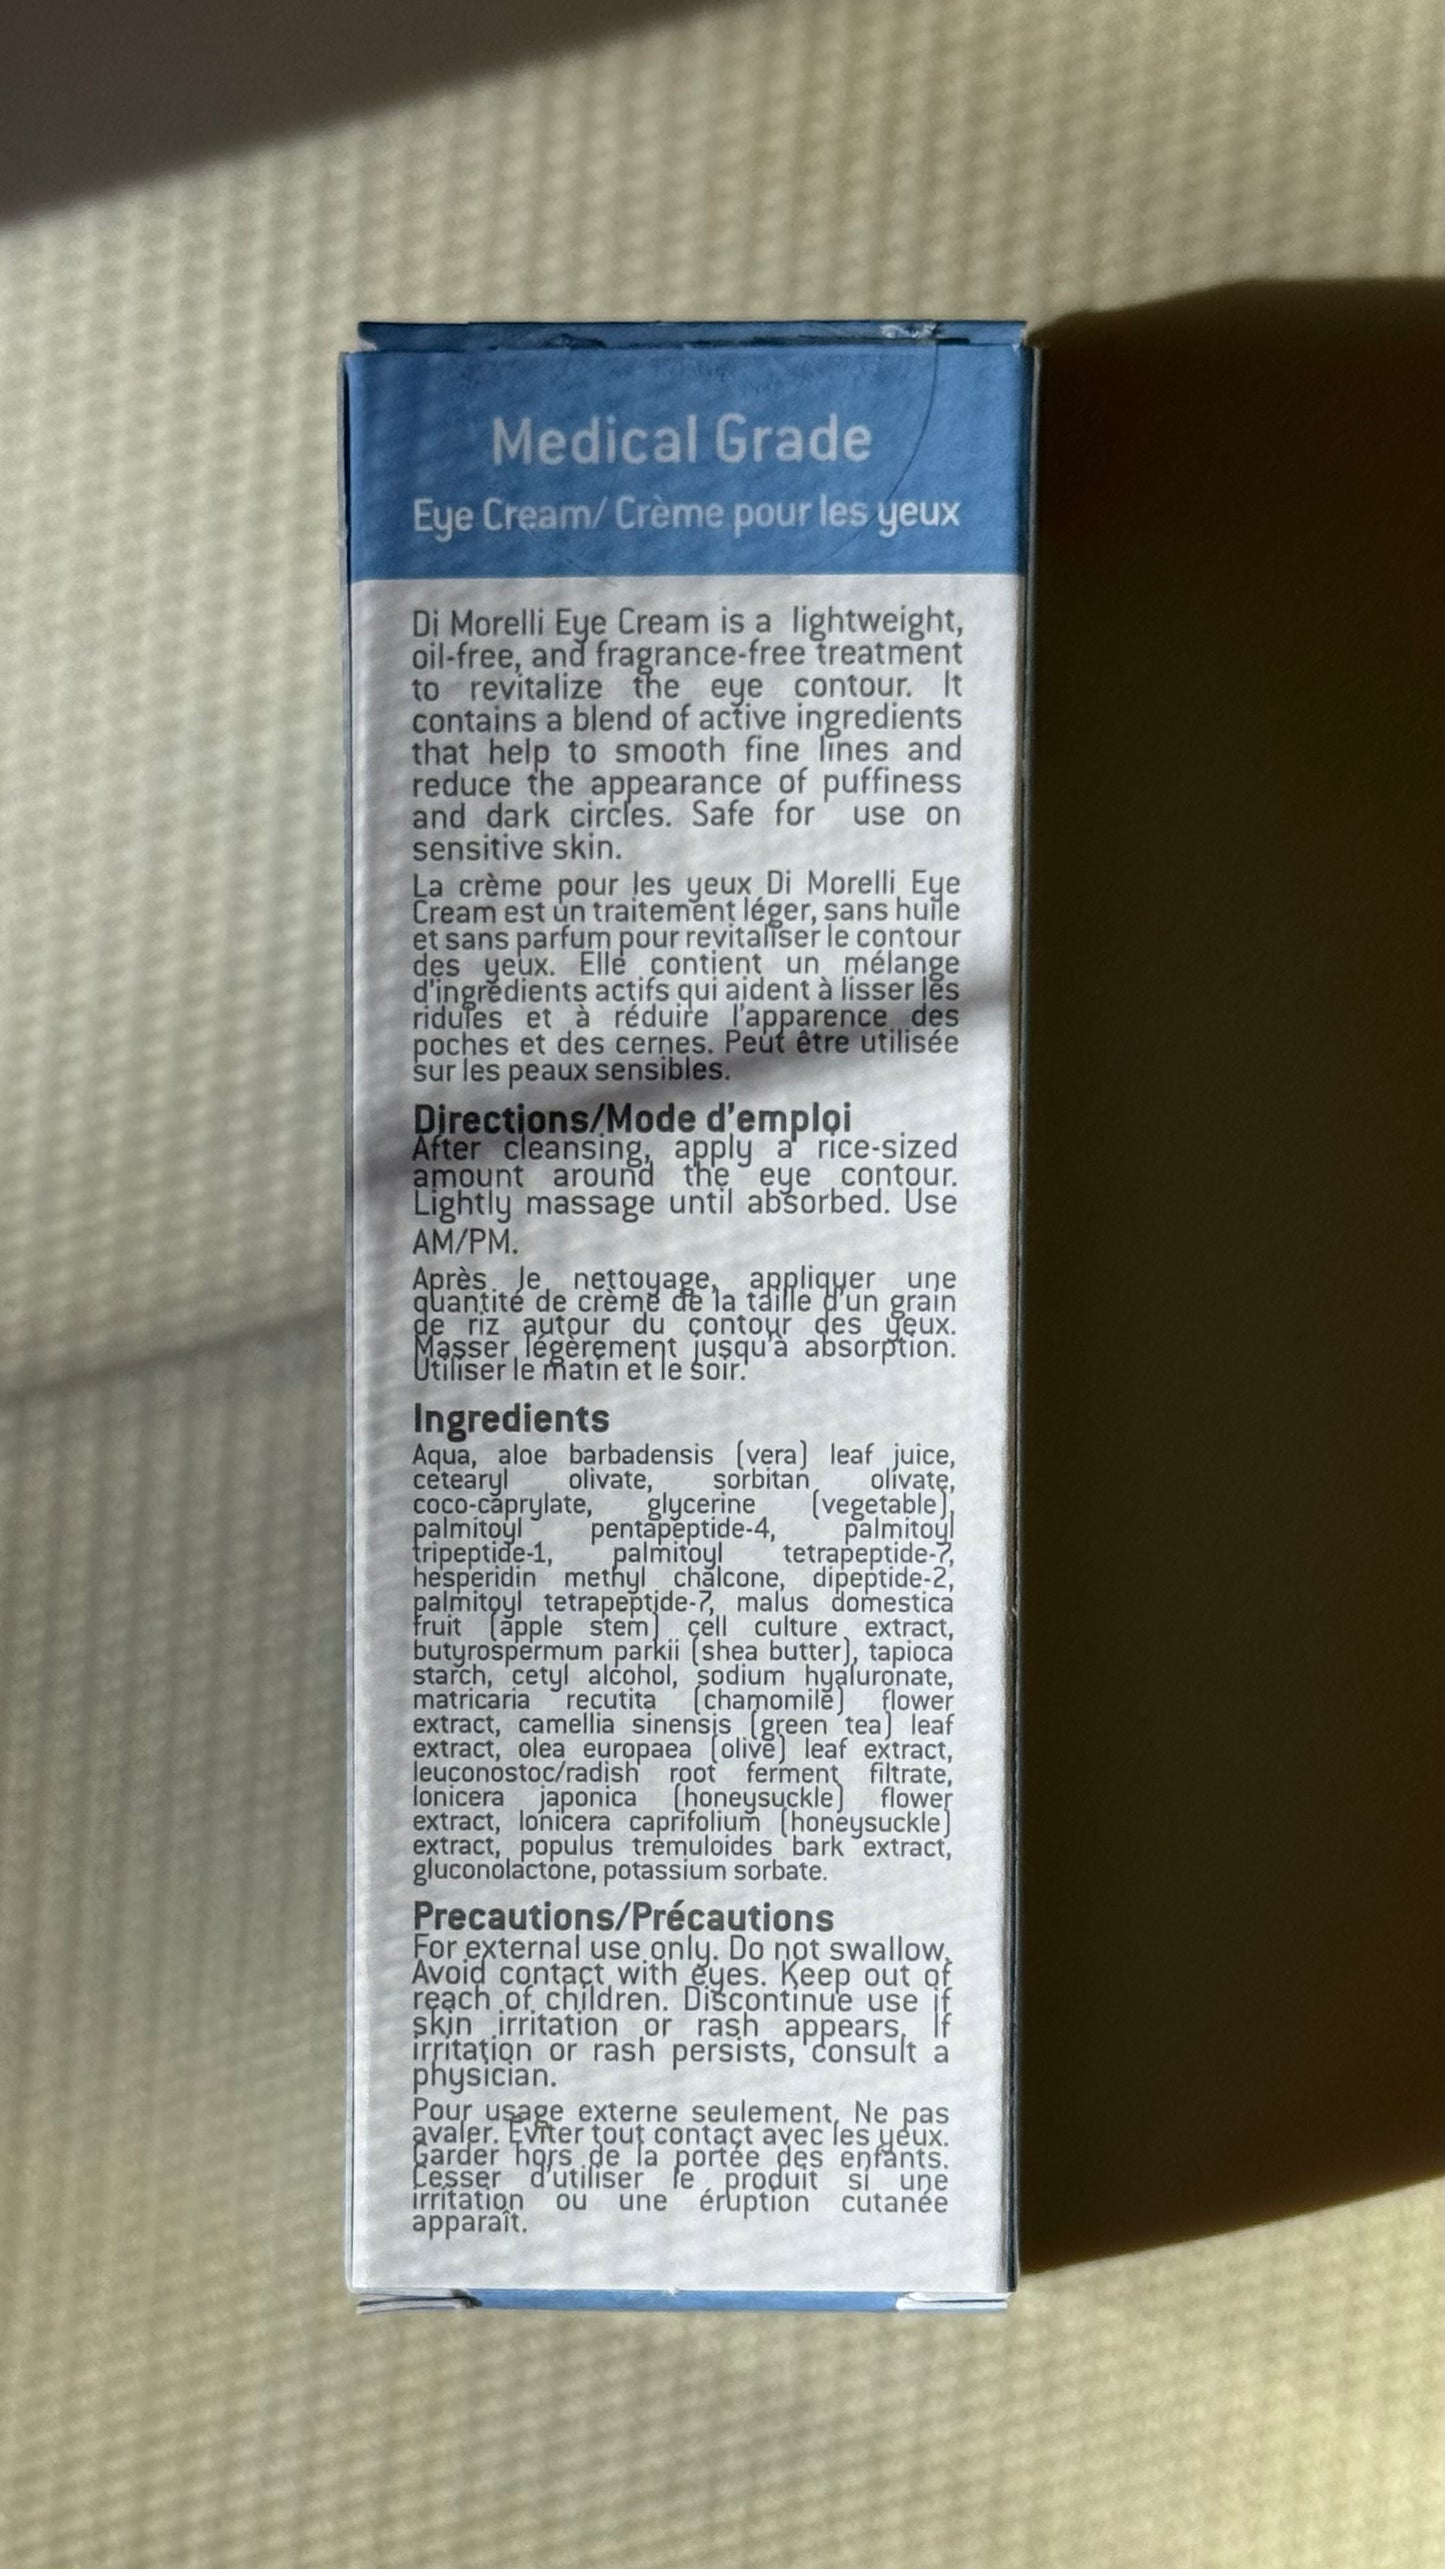 Medical Grade
Eye Cream/ Crème pour les yeux
Di Morelli Eye Cream is a lightweight,
oil-free, and fragrance-free treatment
to revitalize the eye contour. It
contains a blend of active ingredients
that help to smooth fine lines and
reduce the appearance of puffiness
and dark circles. Safe for use on
sensitive skin.
La crème pour les yeux Di Morelli Eye
Cream est un traitement léger, sans huile
et sans parfum pour revitaliser le contour
des yeux. Elle contient un mélange
d'ingrédients actifs qui aident à lisser les
ridules et à réduire l'apparence des
poches et des cernes. Peut être utilisée
sur les peaux sensibles.
Directions/Mode d'emploi
After cleansing, apply a rice-sized
amount around the eye contour.
Lightly massage until absorbed. Use
AM/PM.
Après le nettoyage, appliquer une
quantité de crème de la taille d'un grain
de riz autour du contour des yeux.
Masser légèrement jusqu'à absorption.
Utiliser le matin et le soir.
Ingredients
Aqua, aloe barbadensis (vera) leaf juice,
cetearyl olivate, sorbitan olivate,
coco-caprylate, glycerine (vegetable),
palmitoyl pentapeptide-4, palmitoyl
tripeptide-1, palmitoyl tetrapeptide-7,
hesperidin methyl chalcone, dipeptide-2,
palmitoyl tetrapeptide-7, malus domestica
fruit (apple stem) cell culture extract,
butyrospermum parkii (shea butter), tapioca
starch, cetyl alcohol, sodium hyaluronate,
matricaria recutita (chamomile) flower
extract, camellia sinensis (green tea) leaf
extract, olea europaea (olive) leaf extract,
leuconostoc/radish root ferment filtrate,
lonicera japonica (honeysuckle) flower
extract, lonicera caprifolium (honeysuckle)
extract, populus tremuloides bark extract,
gluconolactone, potassium sorbate.
Precautions/Précautions
For external use only. Do not swallow.
Avoid contact with eyes. Keep out of
reach of children. Discontinue use if
skin irritation or rash appears. If
irritation or rash persists, consult a
physician.
Pour usage externe seulement. Ne pas
avaler. Éviter tout contact avec les yeux.
Garder hors de la portée des enfants.
Cesser d'utiliser le produit si une
irritation ou une éruption cutanée
apparaît.